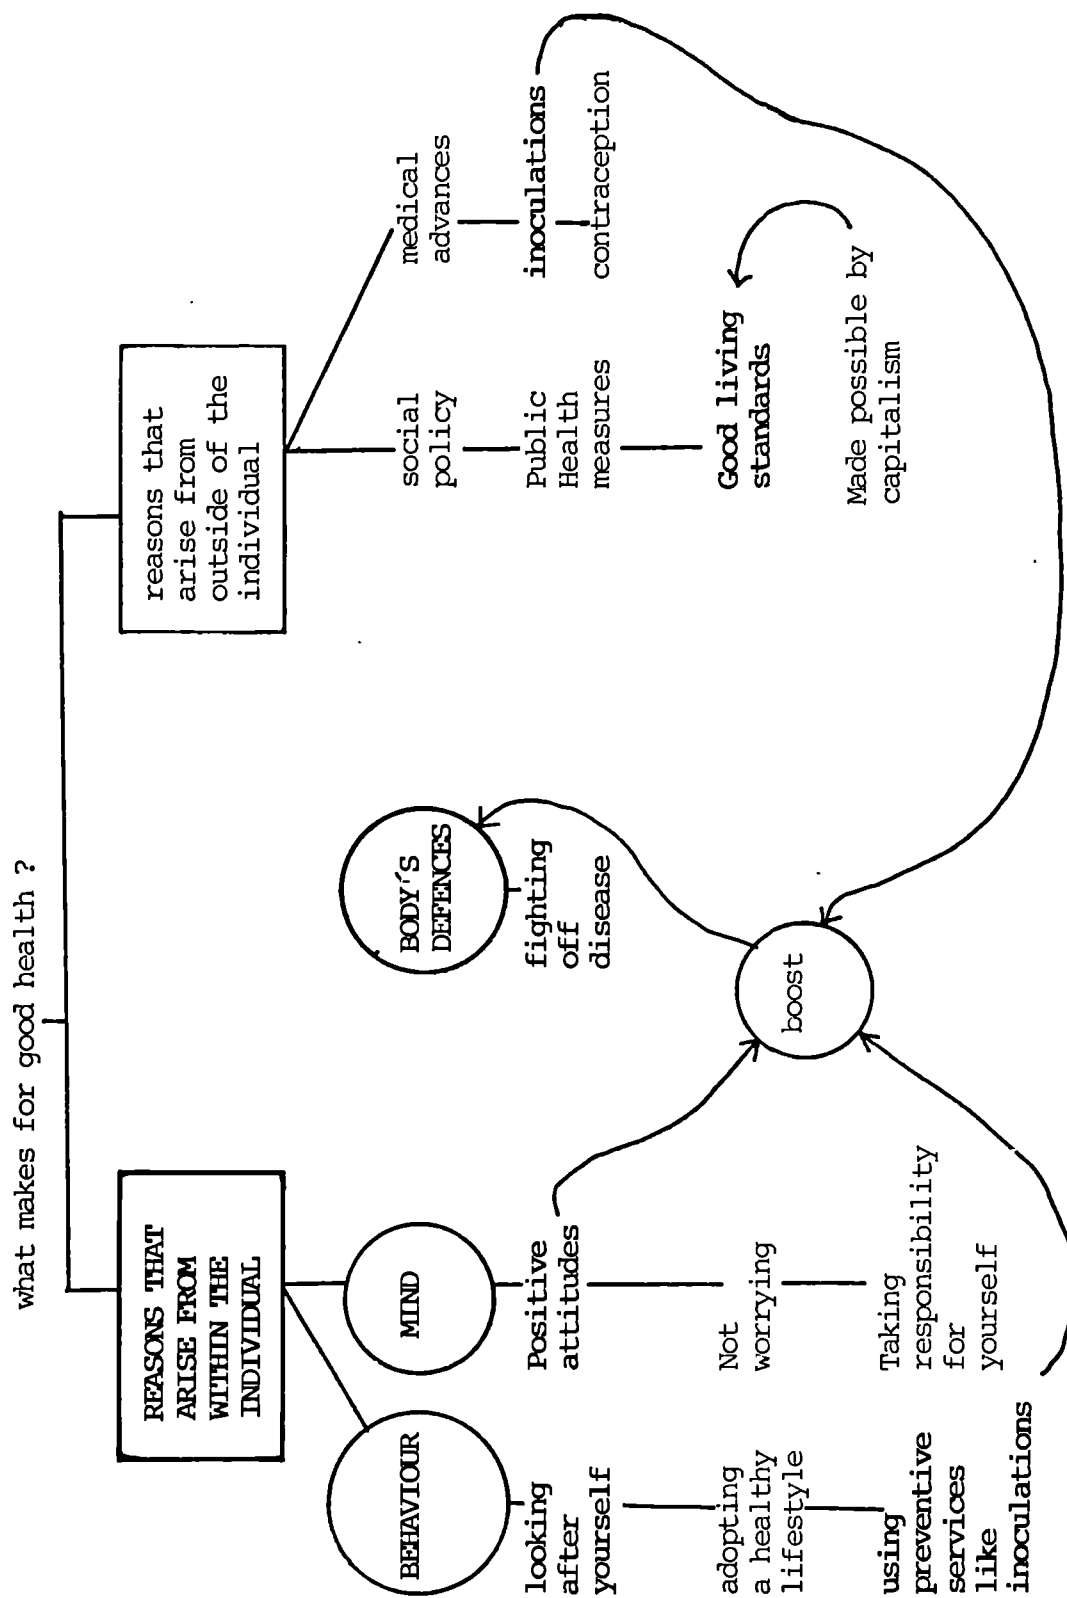 what makes for good health ?
REASONS THAT
ARISE FROM
WITHIN THE
INDIVIDUAL
reasons that
arise from
outside of the
individual
BEHAVIOUR
looking
after
yourself
adopting
a healthy
lifestyle
using
preventive
services
like
inoculations
MIND
Positive
attitudes
Not
worrying
Taking
responsibility
for
yourself
BODY'S
DEFENCES
fighting
off
disease
boost
social
policy
Public
Health
measures
Good living
standards
Made possible by
capitalism
medical
advances
inoculations
contraception